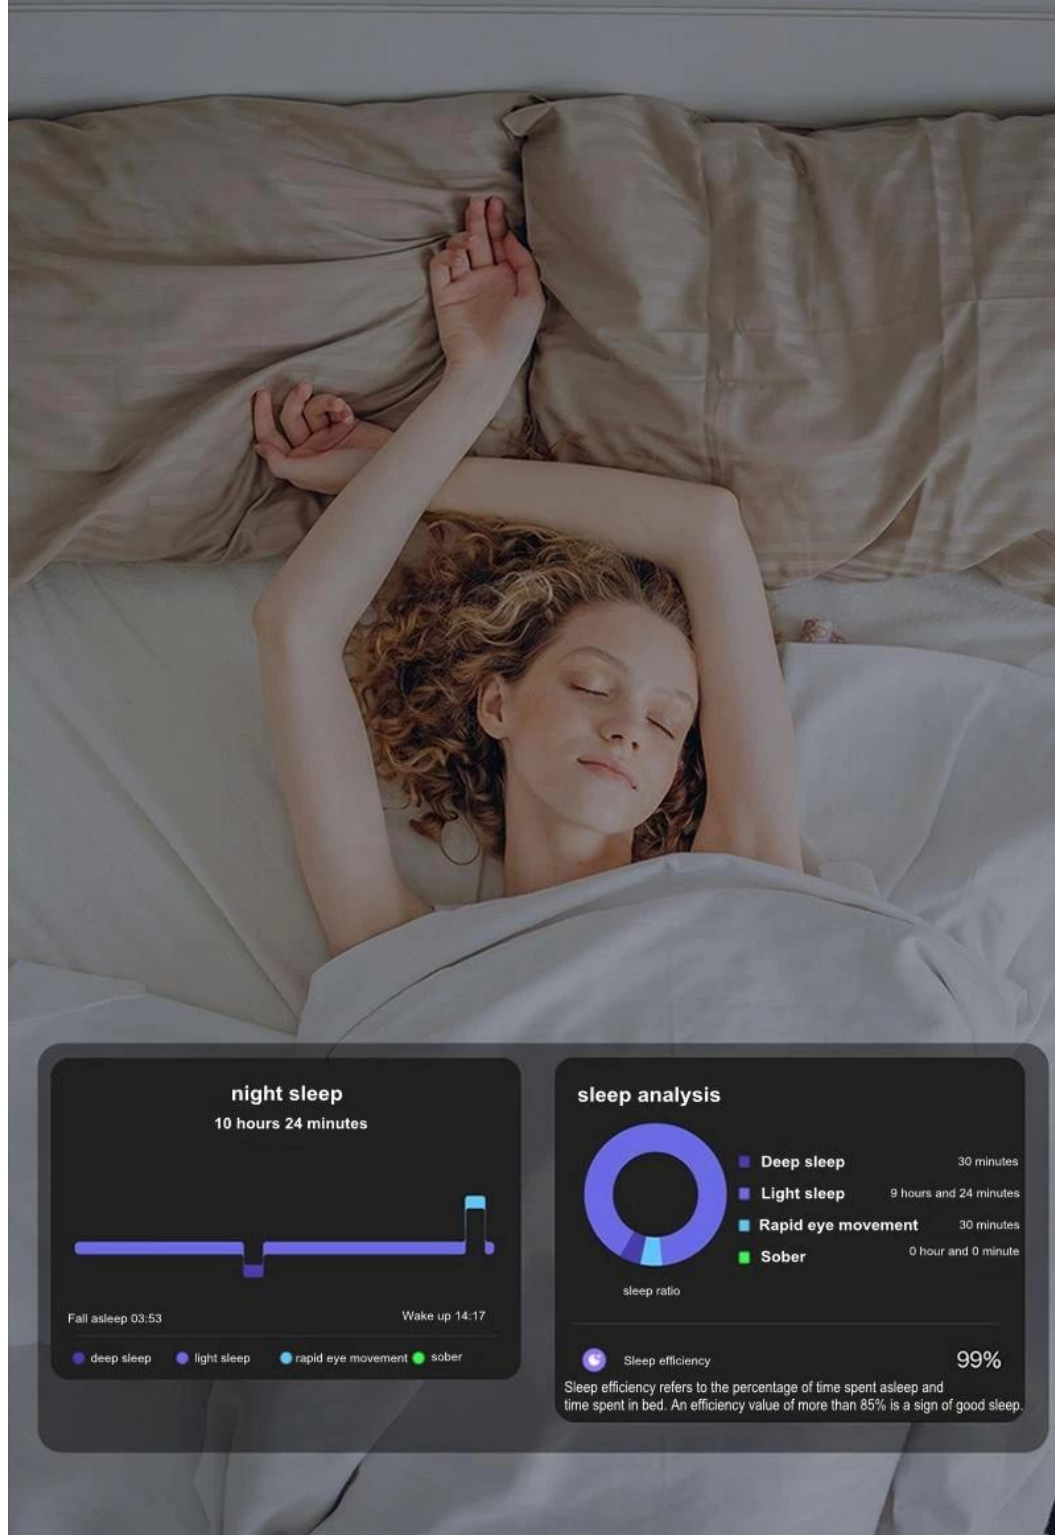 night sleep
10 hours 24 minutes
Fall asleep 03:53
Wake up 14:17
deep sleep
light sleep
rapid eye movement
sober
sleep analysis
Deep sleep 30 minutes
Light sleep 9 hours and 24 minutes
Rapid eye movement 30 minutes
Sober 0 hour and 0 minute
sleep ratio
Sleep efficiency 99%
Sleep efficiency refers to the percentage of time spent asleep and
time spent in bed. An efficiency value of more than 85% is a sign of good sleep.